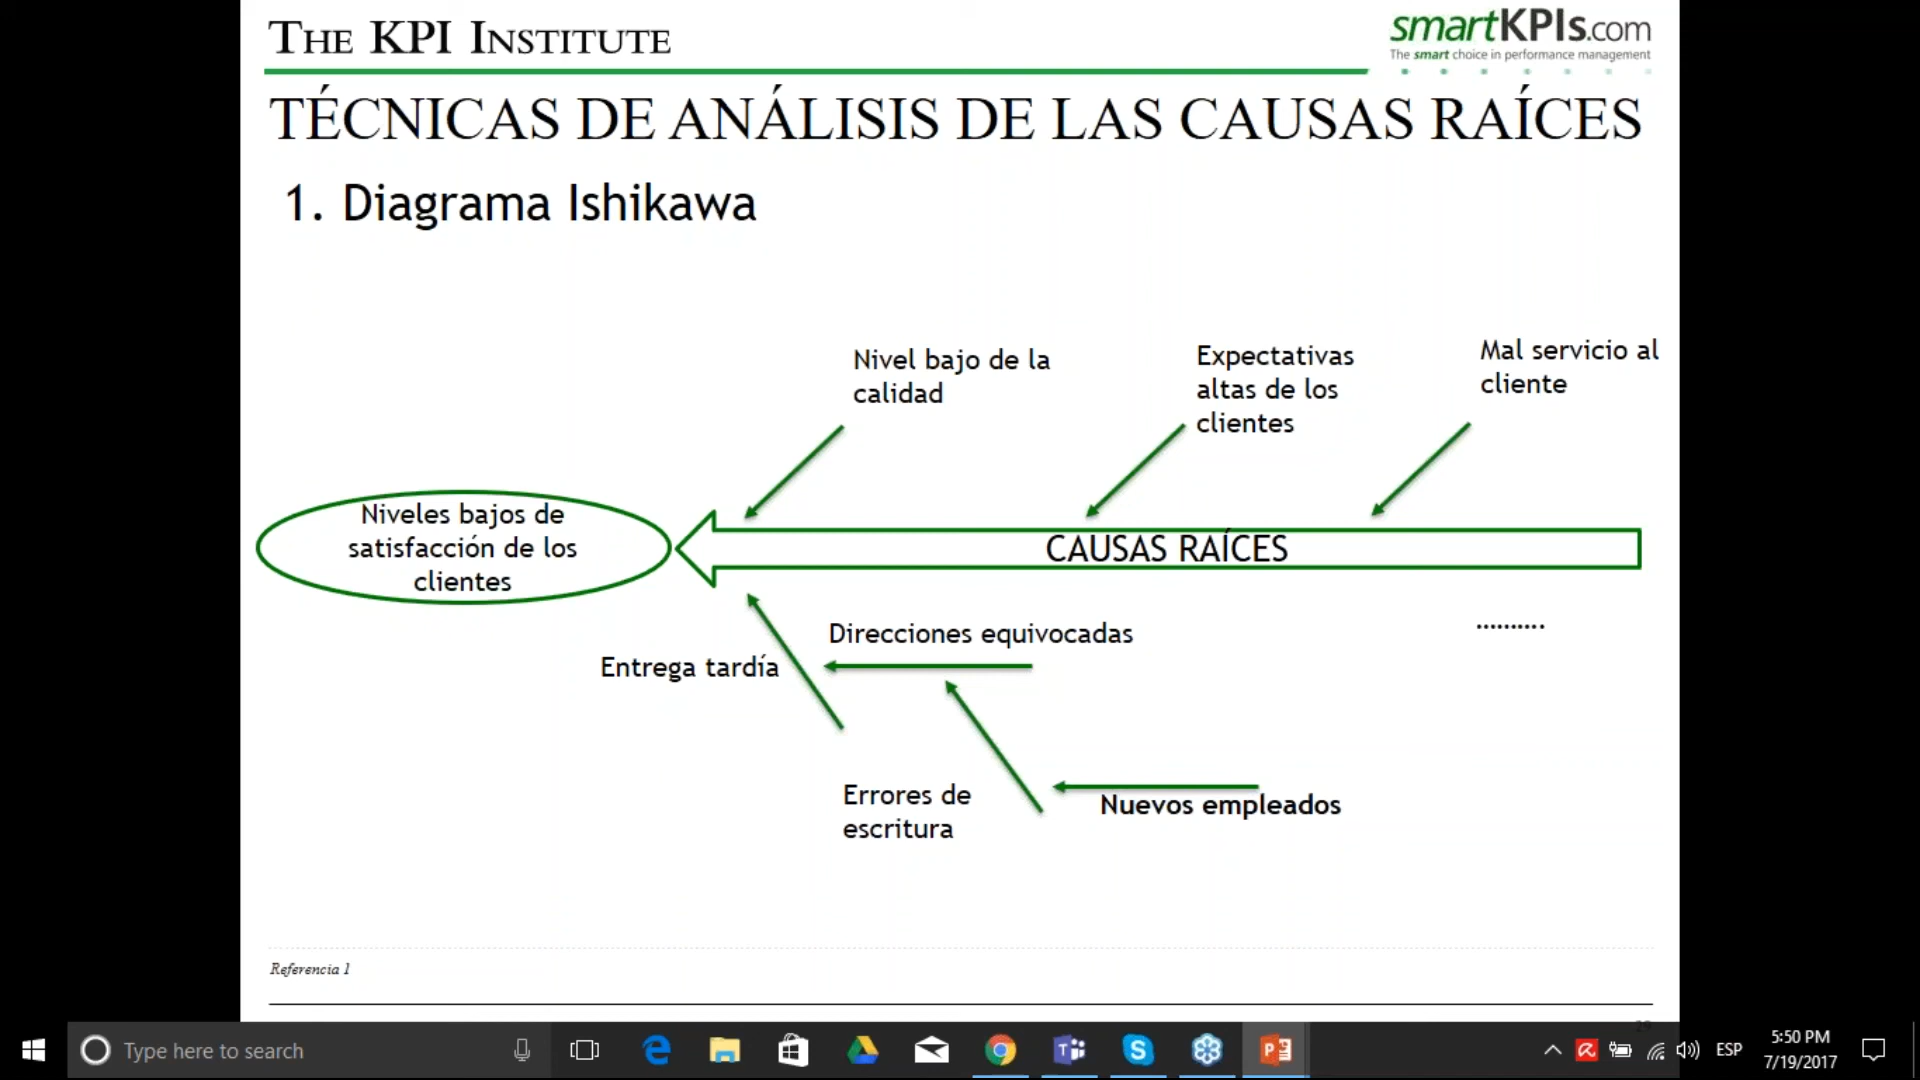 THE KPI INSTITUTE
smartKPIs.com
The smart choice in performance management
TÉCNICAS DE ANÁLISIS DE LAS CAUSAS RAÍCES
1. Diagrama Ishikawa
Nivel bajo de la
calidad
Expectativas
altas de los
clientes
Mal servicio al
cliente
Niveles bajos de
satisfacción de los
clientes
CAUSAS RAÍCES
..........
Direcciones equivocadas
Entrega tardía
Errores de
escritura
Nuevos empleados
Referencia 1
29
Type here to search
ESP
5:50 PM
7/19/2017